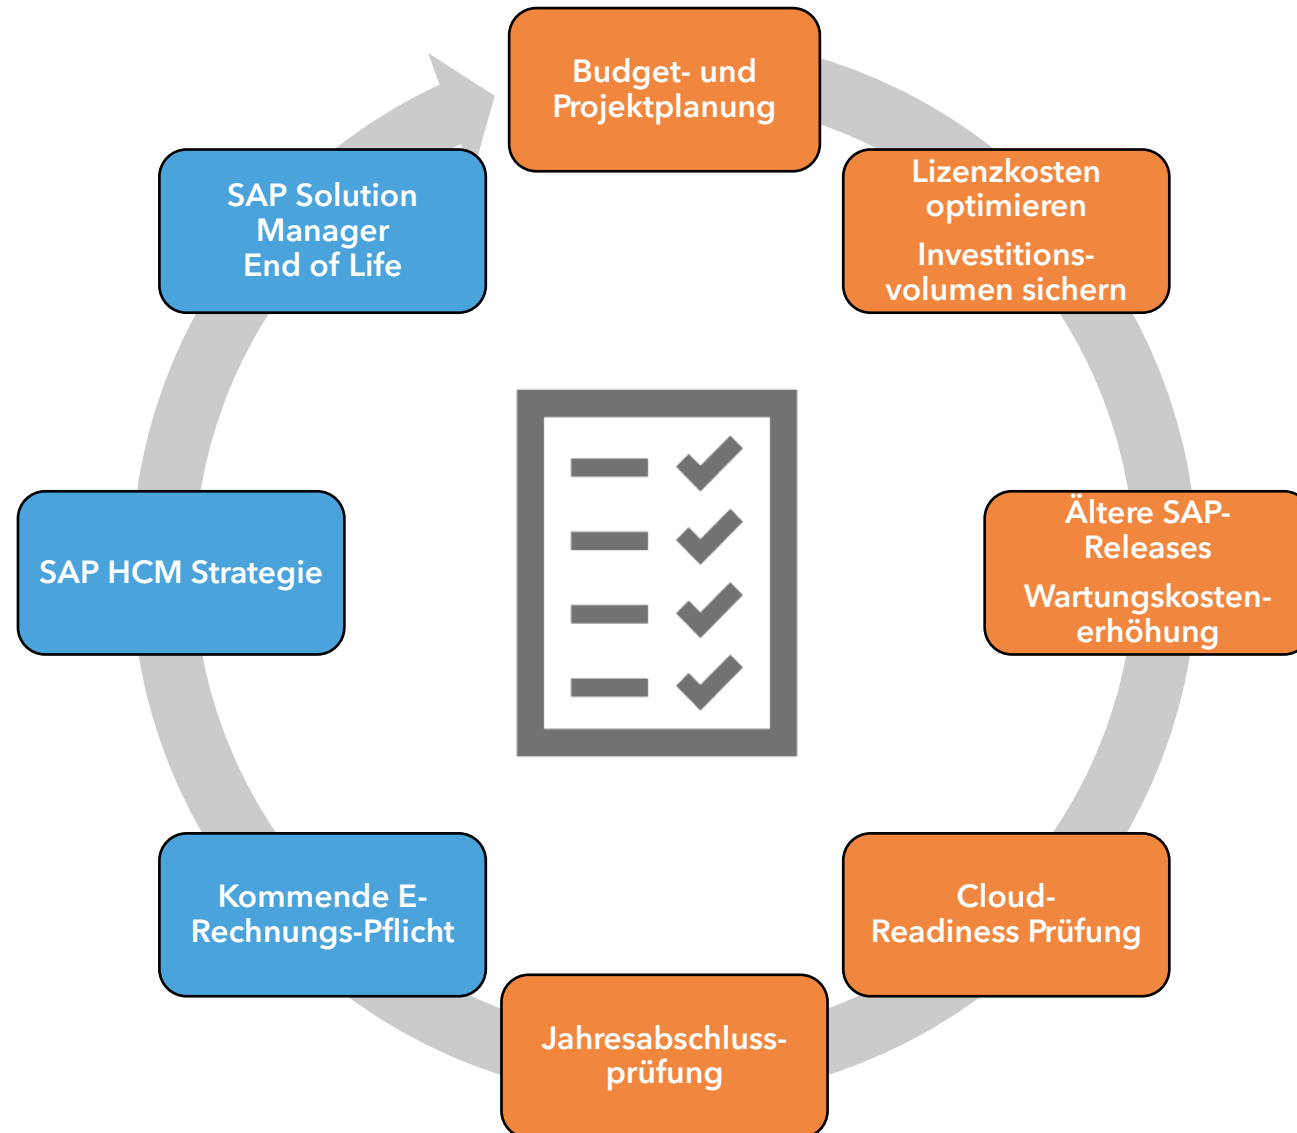 Budget- und
Projektplanung
Lizenzkosten
optimieren
Investitions-
volumen sichern
Ältere SAP-
Releases
Wartungskosten-
erhöhung
Cloud-
Readiness Prüfung
Jahresabschluss-
prüfung
Kommende E-
Rechnungs-Pflicht
SAP HCM Strategie
SAP Solution
Manager
End of Life